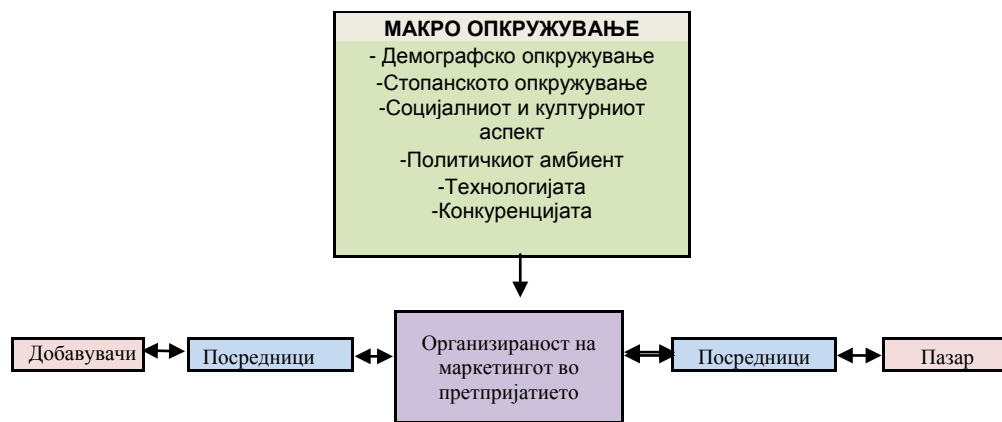 МАКРО ОПКРУЖУВАЊЕ
- Демографско опкружување
-Стопанското опкружување
-Социјалниот и културниот
аспект
-Политичкиот амбиент
-Технологијата
-Конкуренцијата
Добавувачи
Посредници
Организираност на
маркетингот во
претпријатието
Посредници
Пазар